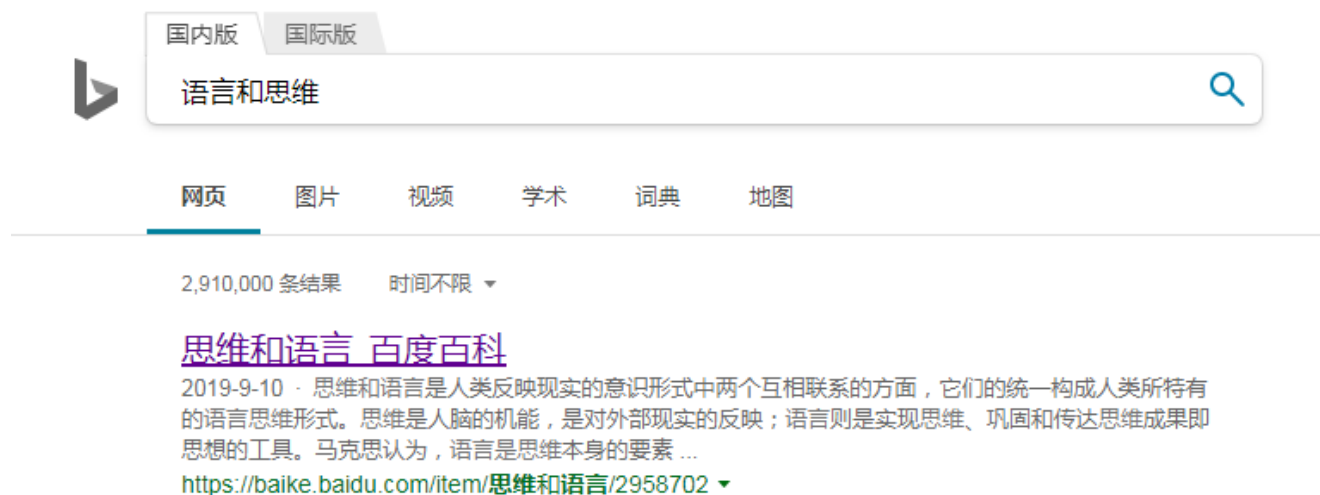 国内版 国际版
语言和思维
网页 图片 视频 学术 词典 地图
2,910,000 条结果 时间不限
思维和语言_百度百科
2019-9-10 · 思维和语言是人类反映现实的意识形式中两个互相联系的方面，它们的统一构成人类所特有
的语言思维形式。思维是人脑的机能，是对外部现实的反映；语言则是实现思维、巩固和传达思维成果即
思想的工具。马克思认为，语言是思维本身的要素 ...
https://baike.baidu.com/item/思维和语言/2958702